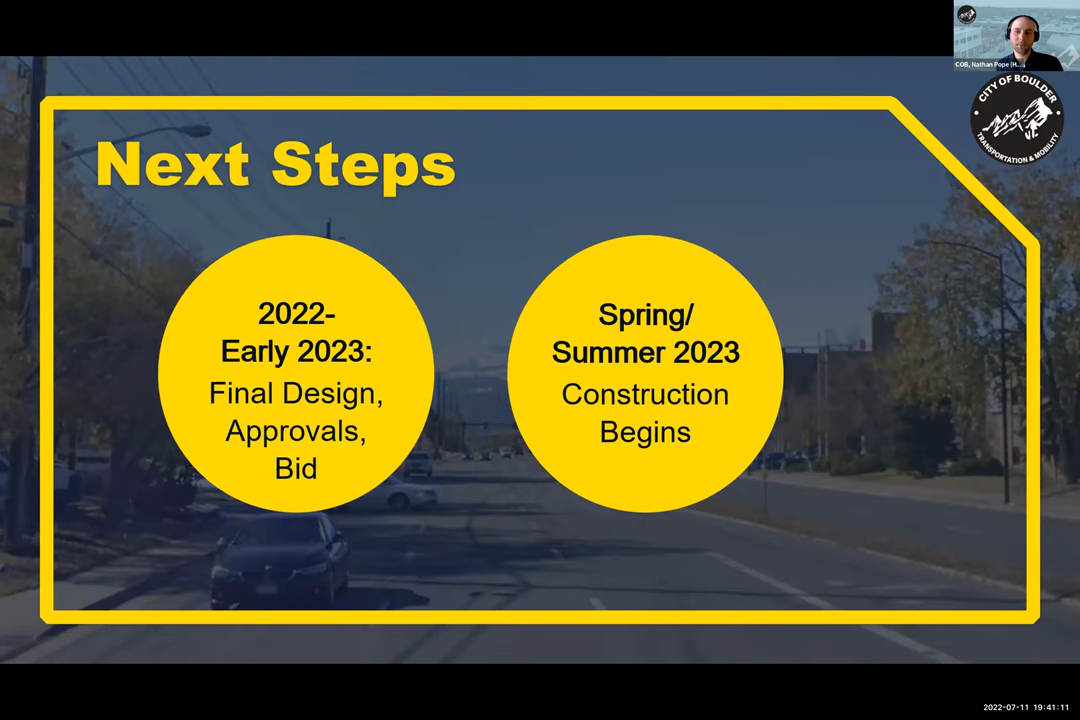 COB, Nathan Pope (H...
CITY OF BOULDER
TRANSPORTATION & MOBILITY
Next Steps
2022-
Early 2023:
Final Design,
Approvals,
Bid
Spring/
Summer 2023
Construction
Begins
2022-07-11 19:41:11